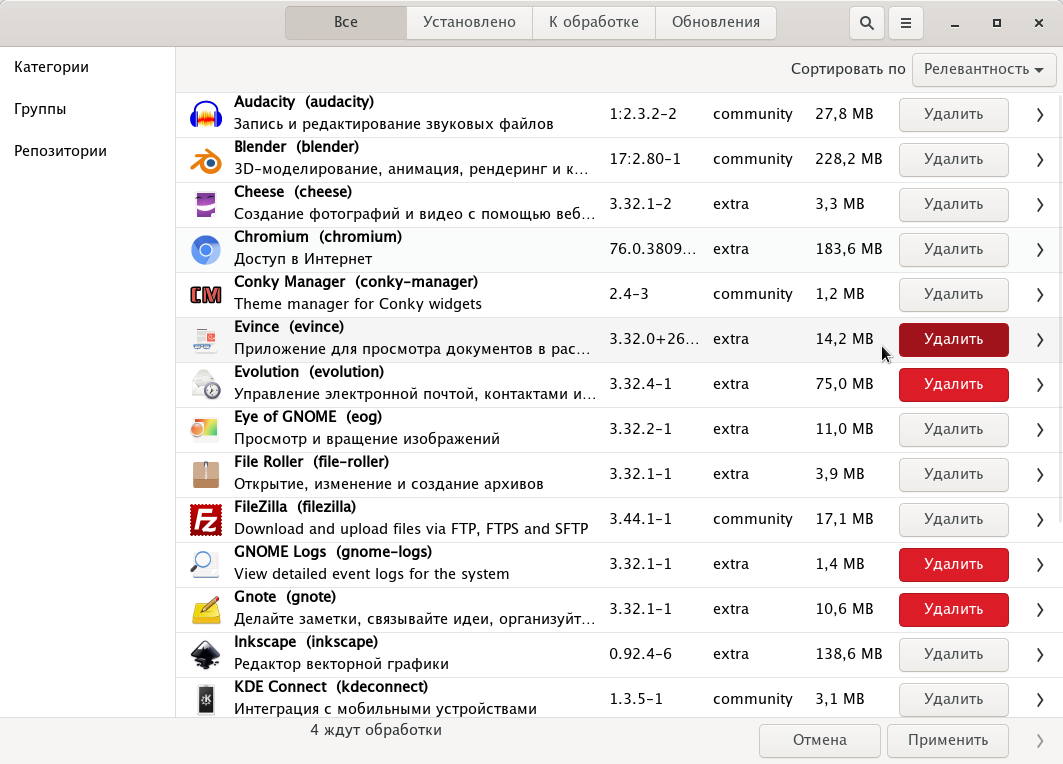 Все
Установлено
К обработке
Обновления
Категории
Группы
Репозитории
Сортировать по
Релевантность
Audacity (audacity)
Запись и редактирование звуковых файлов
1:2.3.2-2
community
27,8 MB
Удалить
Blender (blender)
3D-моделирование, анимация, рендеринг и к…
17:2.80-1
community
228,2 MB
Удалить
Cheese (cheese)
Создание фотографий и видео с помощью веб…
3.32.1-2
extra
3,3 MB
Удалить
Chromium (chromium)
Доступ в Интернет
76.0.3809…
extra
183,6 MB
Удалить
CM
Conky Manager (conky-manager)
Theme manager for Conky widgets
2.4-3
community
1,2 MB
Удалить
Evince (evince)
Приложение для просмотра документов в рас…
3.32.0+26…
extra
14,2 MB
Удалить
Evolution (evolution)
Управление электронной почтой, контактами и…
3.32.4-1
extra
75,0 MB
Удалить
Eye of GNOME (eog)
Просмотр и вращение изображений
3.32.2-1
extra
11,0 MB
Удалить
File Roller (file-roller)
Открытие, изменение и создание архивов
3.32.1-1
extra
3,9 MB
Удалить
Fz
FileZilla (filezilla)
Download and upload files via FTP, FTPS and SFTP
3.44.1-1
community
17,1 MB
Удалить
GNOME Logs (gnome-logs)
View detailed event logs for the system
3.32.1-1
extra
1,4 MB
Удалить
Gnote (gnote)
Делайте заметки, связывайте идеи, организуйт…
3.32.1-1
extra
10,6 MB
Удалить
Inkscape (inkscape)
Редактор векторной графики
0.92.4-6
extra
138,6 MB
Удалить
KDE Connect (kdeconnect)
Интеграция с мобильными устройствами
1.3.5-1
community
3,1 MB
Удалить
4 ждут обработки
Отмена
Применить